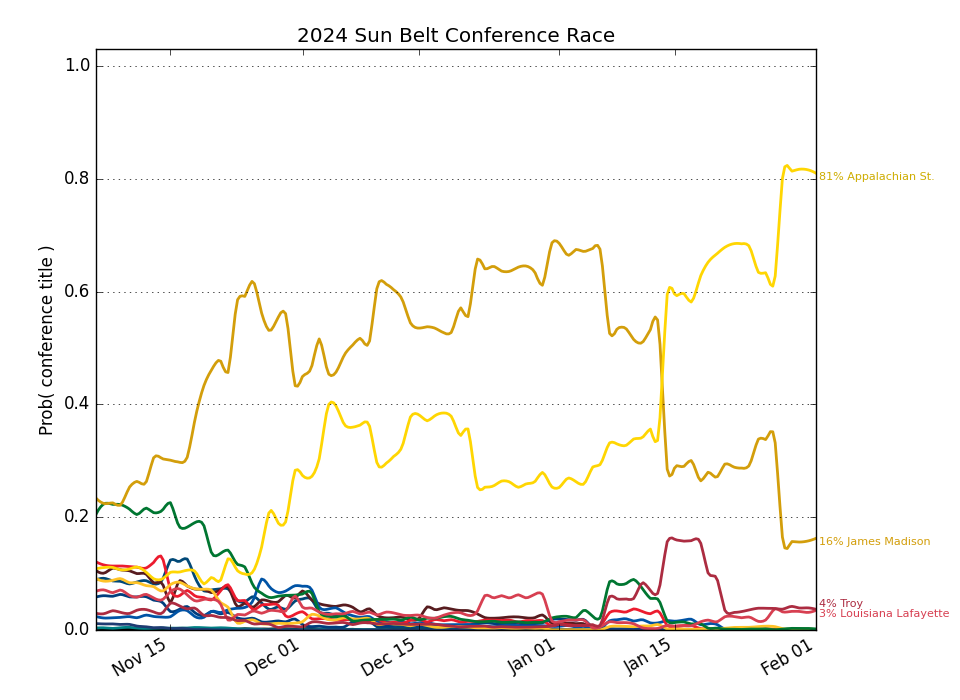 2024 Sun Belt Conference Race
Prob( conference title )
1.0
0.8
0.6
0.4
0.2
0.0
81% Appalachian St.
16% James Madison
4% Troy
3% Louisiana Lafayette
Nov 15
Dec 01
Dec 15
Jan 01
Jan 15
Feb 01